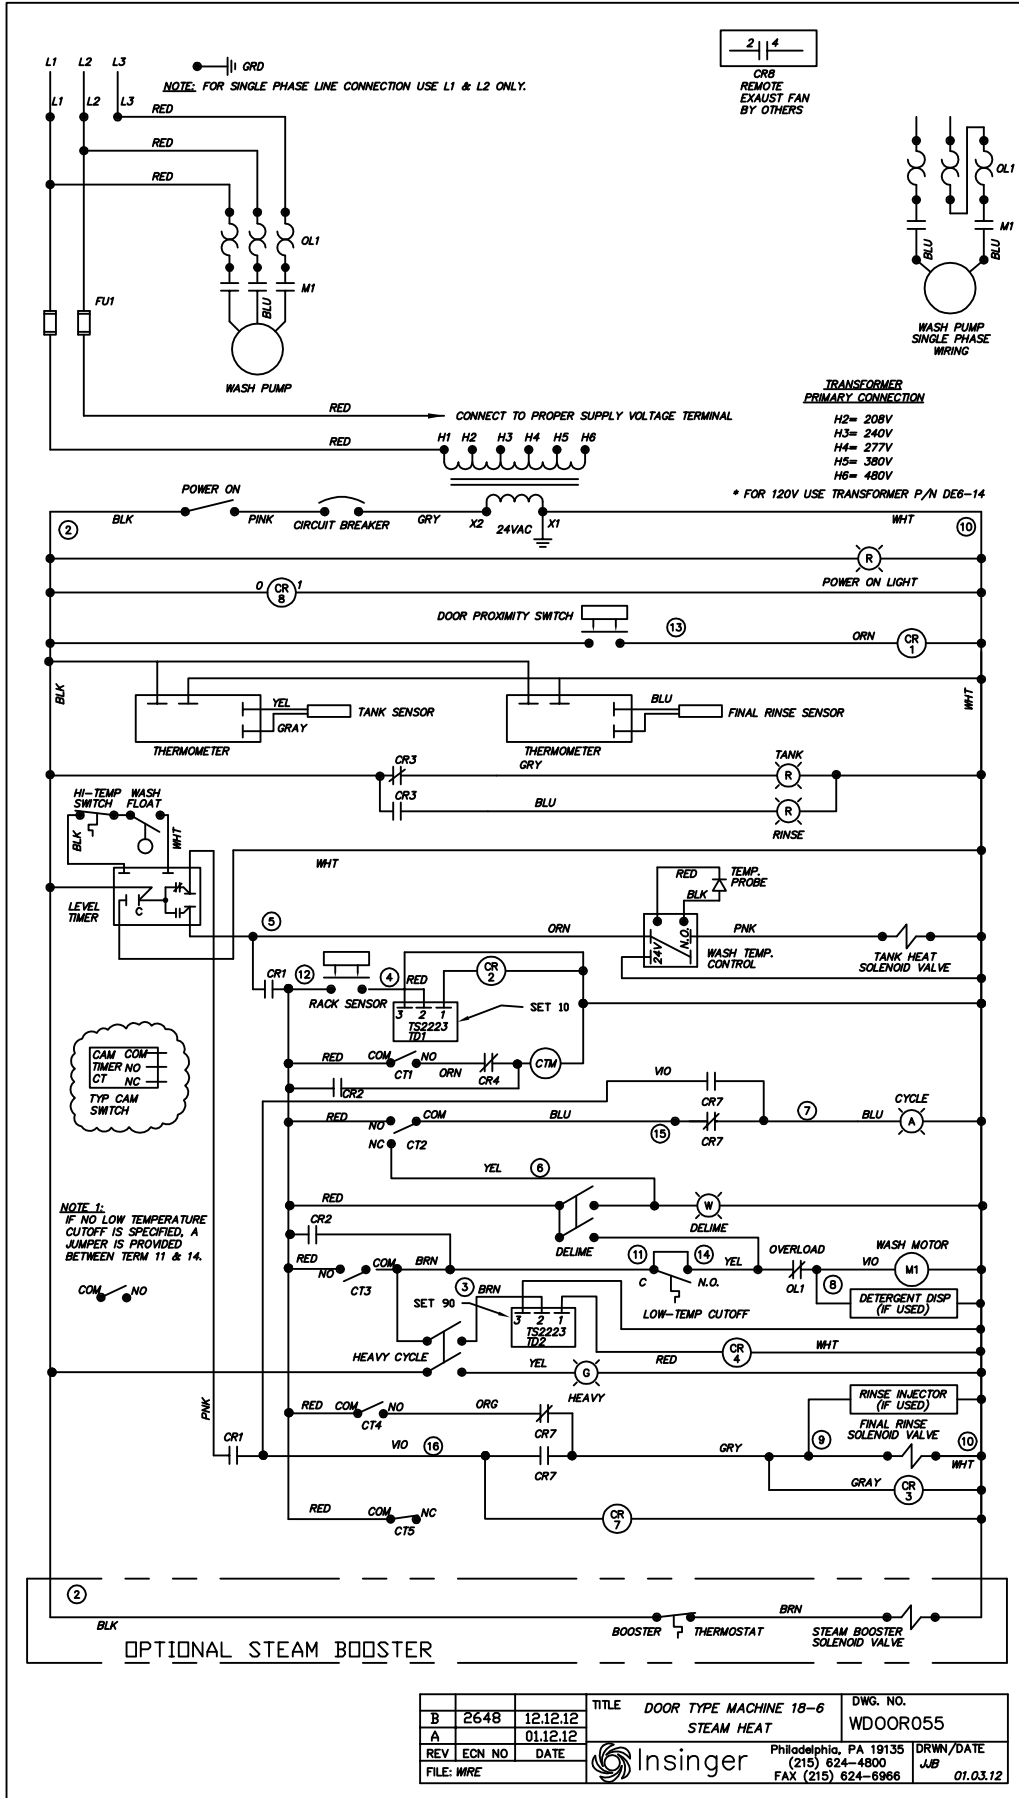 L1 L2 L3
GRD
NOTE: FOR SINGLE PHASE LINE CONNECTION USE L1 & L2 ONLY.
L1 L2 L3
RED
RED
RED
OL1
M1
BLU
FU1
WASH PUMP
2 4
CR8
REMOTE
EXAUST FAN
BY OTHERS
OL1
M1
BLU BLU
WASH PUMP
SINGLE PHASE
WIRING
RED
CONNECT TO PROPER SUPPLY VOLTAGE TERMINAL
RED
H1 H2 H3 H4 H5 H6
TRANSFORMER
PRIMARY CONNECTION
H2= 208V
H3= 240V
H4= 277V
H5= 380V
H6= 480V
* FOR 120V USE TRANSFORMER P/N DE6-14
POWER ON
2 BLK PINK CIRCUIT BREAKER GRY X2 24VAC X1 WHT 10
R
POWER ON LIGHT
0 CR 8 1
DOOR PROXIMITY SWITCH
13 ORN CR 1
BLK WHT
YEL TANK SENSOR
GRAY
THERMOMETER
BLU FINAL RINSE SENSOR
THERMOMETER
CR3 GRY TANK R
CR3 BLU R
RINSE
HI-TEMP WASH
SWITCH FLOAT
BLK WHT
WHT
LEVEL
TIMER
C
5 ORN
RED TEMP.
PROBE
BLK
24V N.O.
PNK
WASH TEMP.
CONTROL
TANK HEAT
SOLENOID VALVE
CR1 12 4 RED CR 2
RACK SENSOR
3 2 1
TS2223
TD1
SET 10
CAM COM
TIMER NO
CT NC
TYP CAM
SWITCH
RED COM NO ORN CR4 CTM
CT1
CR2
VIO CR7
RED NO COM BLU 15 CR7 7 BLU A CYCLE
NC CT2
YEL 6
NOTE 1:
IF NO LOW TEMPERATURE
CUTOFF IS SPECIFIED, A
JUMPER IS PROVIDED
BETWEEN TERM 11 & 14.
COM NO
RED W
DELIME
CR2
DELIME
RED NO COM BRN 11 14 YEL OVERLOAD WASH MOTOR
CT3 C N.O. OL1 8 VIO M1
LOW-TEMP CUTOFF
DETERGENT DISP
(IF USED)
3 BRN
SET 90
3 2 1
TS2223
TD2
RED CR 4 WHT
HEAVY CYCLE
YEL G
HEAVY
PNK
RED COM NO ORG CR7
CT4
RINSE INJECTOR
(IF USED)
FINAL RINSE
SOLENOID VALVE
CR1 VIO 16 CR7 GRY 9 10
WHT
GRAY CR 3
RED COM NC CR 7
CT5
2
BLK BOOSTER THERMOSTAT BRN STEAM BOOSTER
SOLENOID VALVE
OPTIONAL STEAM BOOSTER
B 2648 12.12.12
A 01.12.12
REV ECN NO DATE
FILE: WIRE
TITLE DOOR TYPE MACHINE 18-6
STEAM HEAT
DWG. NO.
WDOOR055
Insinger
Philadelphia, PA 19135
(215) 624-4800
FAX (215) 624-6966
DRWN/DATE
JJB
01.03.12